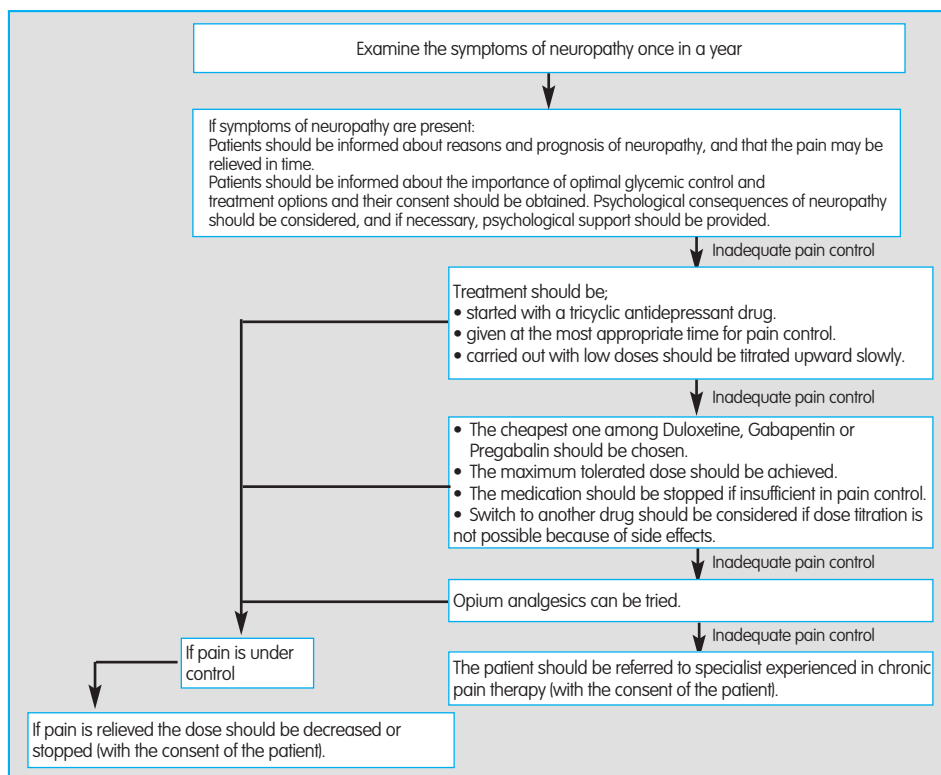 Examine the symptoms of neuropathy once in a year
If symptoms of neuropathy are present:
Patients should be informed about reasons and prognosis of neuropathy, and that the pain may be
relieved in time.
Patients should be informed about the importance of optimal glycemic control and
treatment options and their consent should be obtained. Psychological consequences of neuropathy
should be considered, and if necessary, psychological support should be provided.
Inadequate pain control
Treatment should be;
• started with a tricyclic antidepressant drug.
• given at the most appropriate time for pain control.
• carried out with low doses should be titrated upward slowly.
Inadequate pain control
• The cheapest one among Duloxetine, Gabapentin or
Pregabalin should be chosen.
• The maximum tolerated dose should be achieved.
• The medication should be stopped if insufficient in pain control.
• Switch to another drug should be considered if dose titration is
not possible because of side effects.
Inadequate pain control
Opium analgesics can be tried.
Inadequate pain control
If pain is under
control
The patient should be referred to specialist experienced in chronic
pain therapy (with the consent of the patient).
If pain is relieved the dose should be decreased or
stopped (with the consent of the patient).